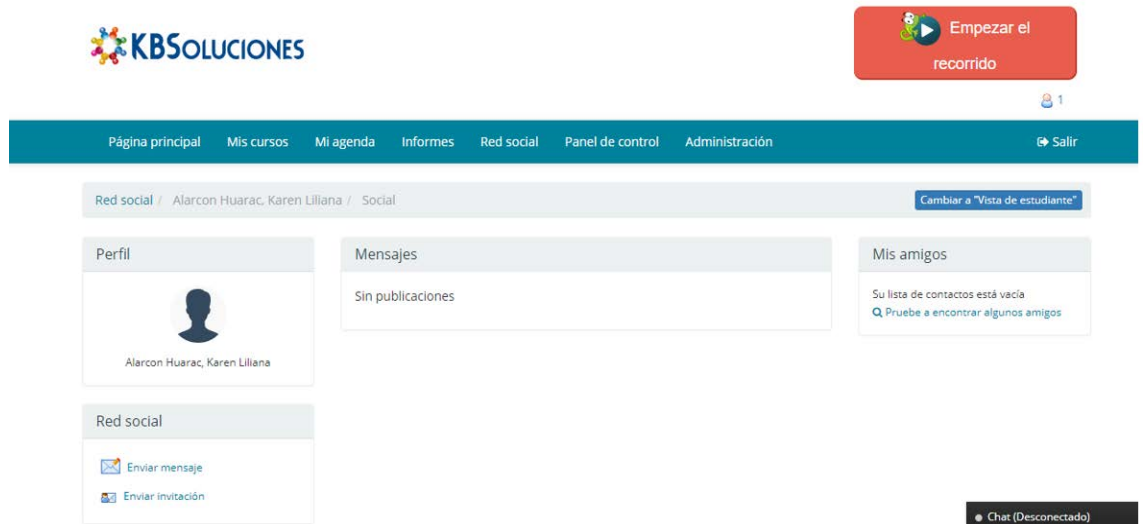 KBSOLUCIONES
Empezar el
recorrido
1
Página principal Mis cursos Mi agenda Informes Red social Panel de control Administración Salir
Red social / Alarcon Huarac, Karen Liliana / Social
Cambiar a "Vista de estudiante"
Perfil
Alarcon Huarac, Karen Liliana
Red social
Enviar mensaje
Enviar invitación
Mensajes
Sin publicaciones
Mis amigos
Su lista de contactos está vacía
Pruebe a encontrar algunos amigos
Chat (Desconectado)